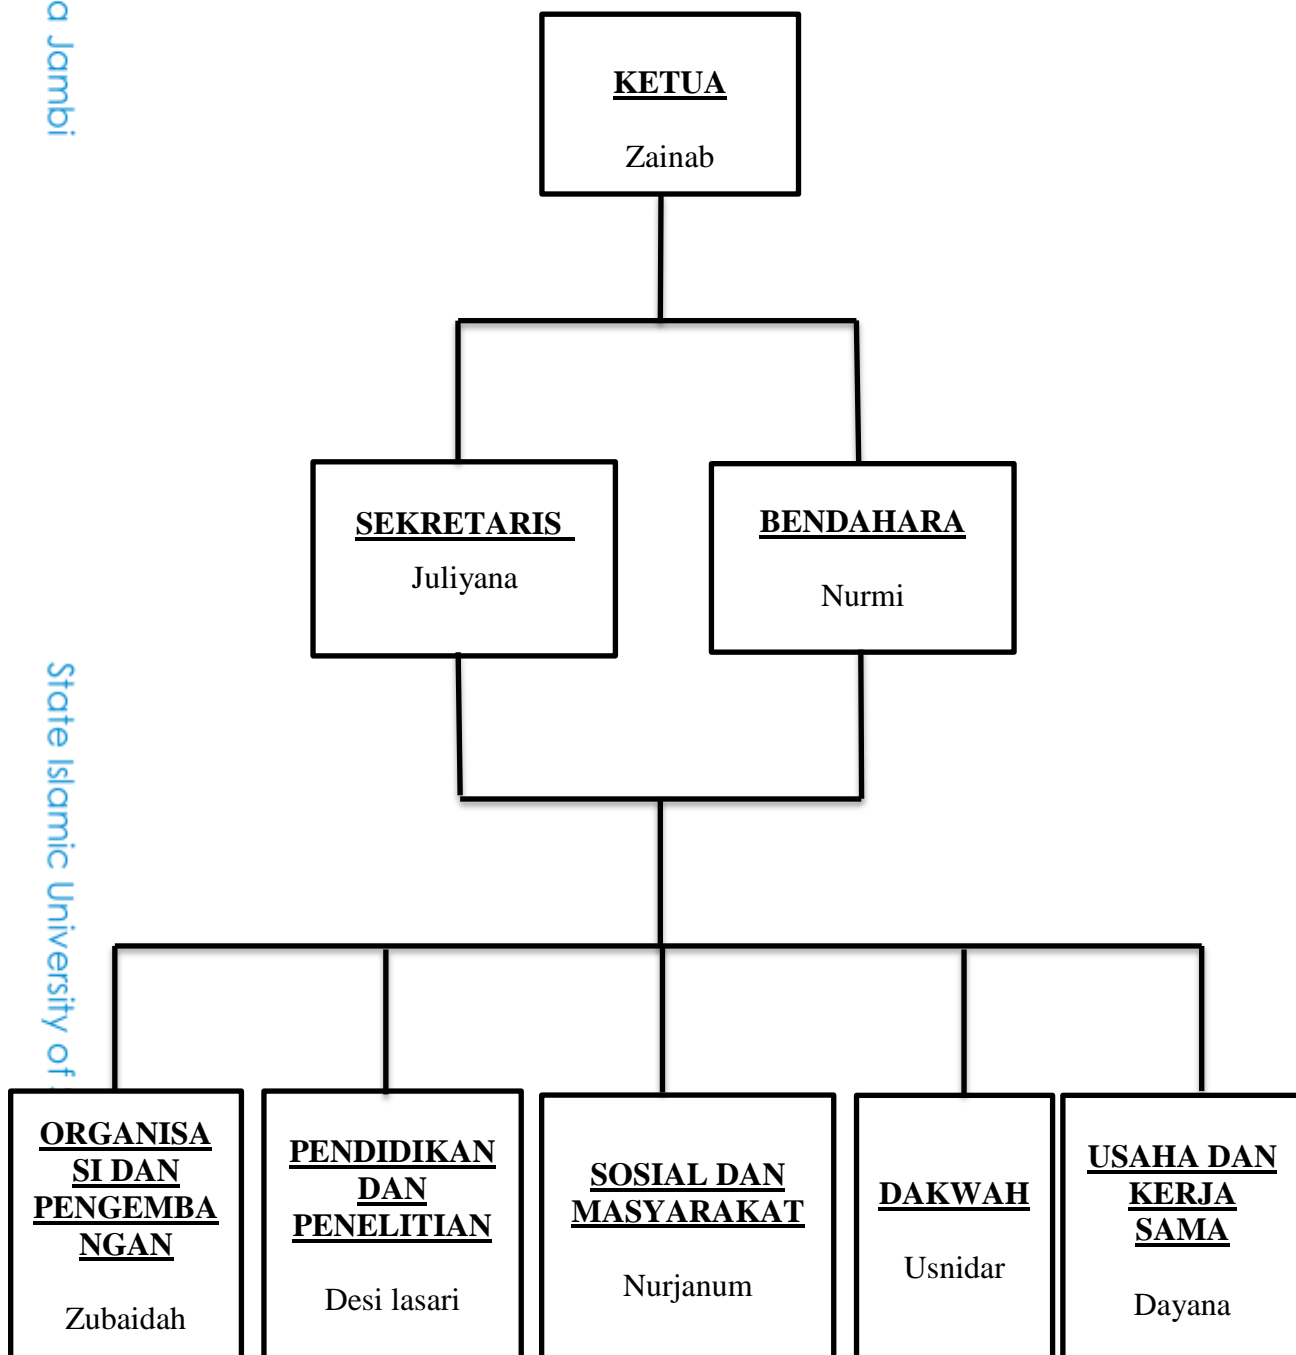 a Jambi
KETUA
Zainab
SEKRETARIS
Juliyana
BENDAHARA
Nurmi
State Islamic University of
ORGANISA
SI DAN
PENGEMBA
NGAN
Zubaidah
PENDIDIKAN
DAN
PENELITIAN
Desi lasari
SOSIAL DAN
MASYARAKAT
Nurjanum
DAKWAH
Usnidar
USAHA DAN
KERJA
SAMA
Dayana